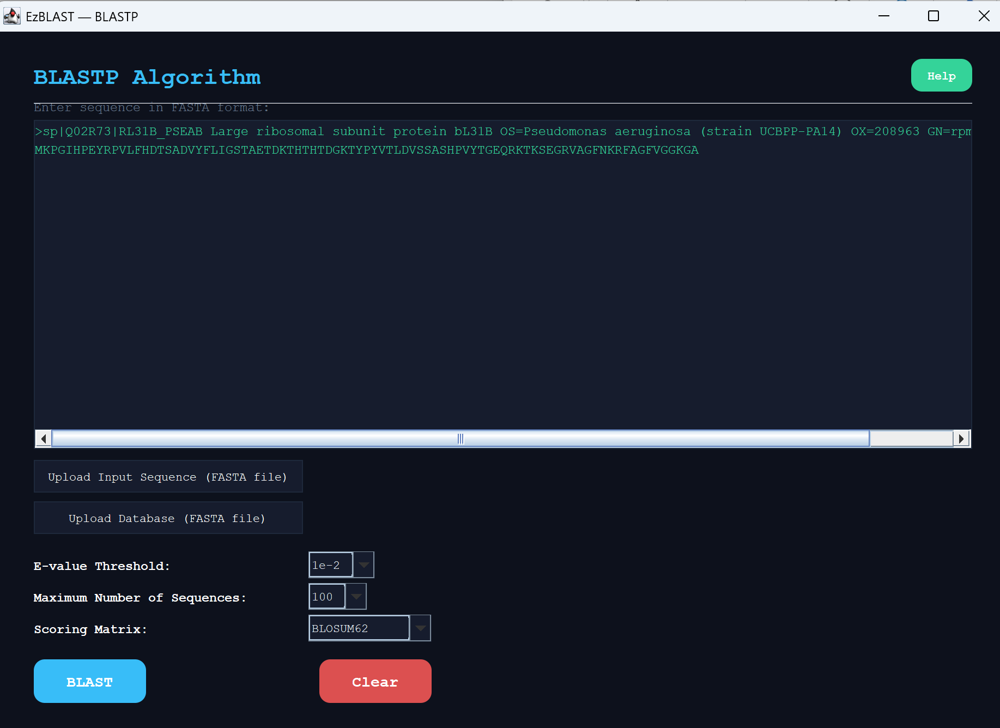 EzBLAST — BLASTP
BLASTP Algorithm
Help
Enter sequence in FASTA format:
>sp|Q02R73|RL31B_PSEAB Large ribosomal subunit protein bL31B OS=Pseudomonas aeruginosa (strain UCBPP-PA14) OX=208963 GN=rpm
MKPGIHPEYRPVLFHDTSADVYFLIGSTAETDKTHTHTDGKTYPYVTLDVSSASHPVYTGEQRKTKSEGRVAGFNKRFAGFVGGKGA
Upload Input Sequence (FASTA file)
Upload Database (FASTA file)
E-value Threshold: 1e-2
Maximum Number of Sequences: 100
Scoring Matrix: BLOSUM62
BLAST Clear